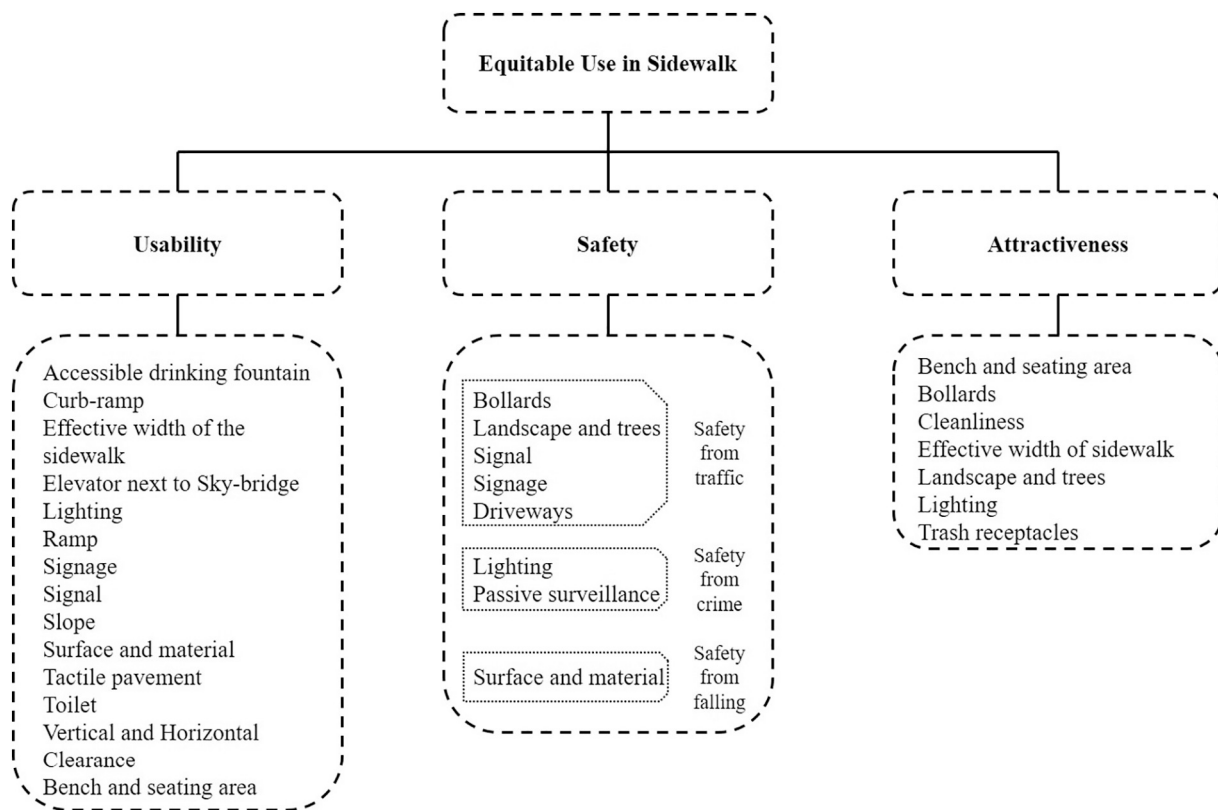 Equitable Use in Sidewalk
Usability
Safety
Attractiveness
Accessible drinking fountain
Curb-ramp
Effective width of the
sidewalk
Elevator next to Sky-bridge
Lighting
Ramp
Signage
Signal
Slope
Surface and material
Tactile pavement
Toilet
Vertical and Horizontal
Clearance
Bench and seating area
Bollards
Landscape and trees
Signal
Signage
Driveways
Safety
from
traffic
Lighting
Passive surveillance
Safety
from
crime
Surface and material
Safety
from
falling
Bench and seating area
Bollards
Cleanliness
Effective width of sidewalk
Landscape and trees
Lighting
Trash receptacles